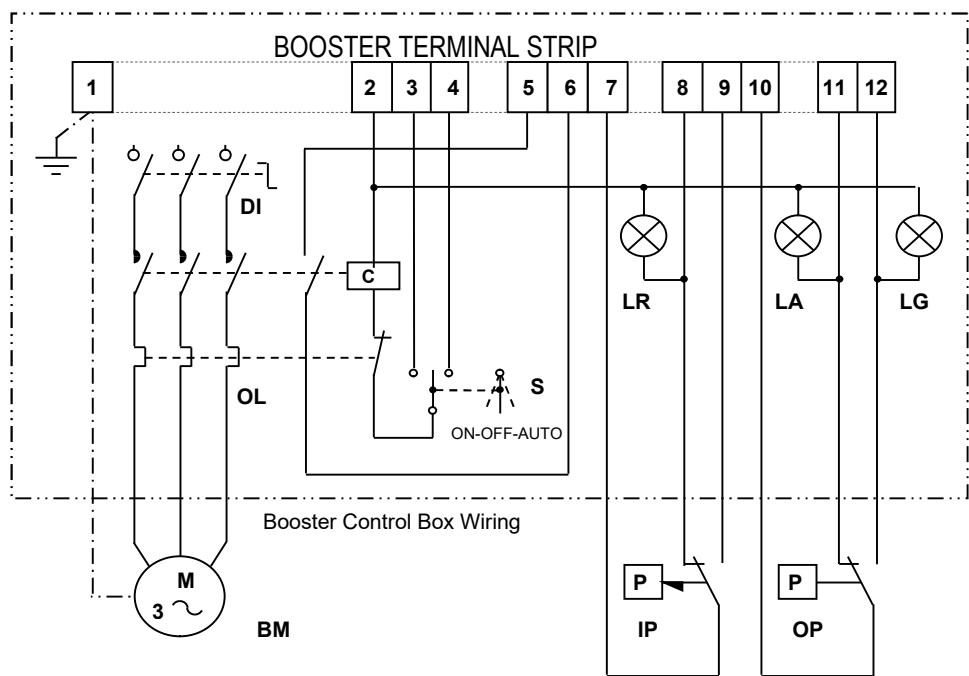 BOOSTER TERMINAL STRIP
1 2 3 4 5 6 7 8 9 10 11 12
DI
C
LR LA LG
S
OL
ON-OFF-AUTO
Booster Control Box Wiring
M
3
P
P
BM
IP
OP